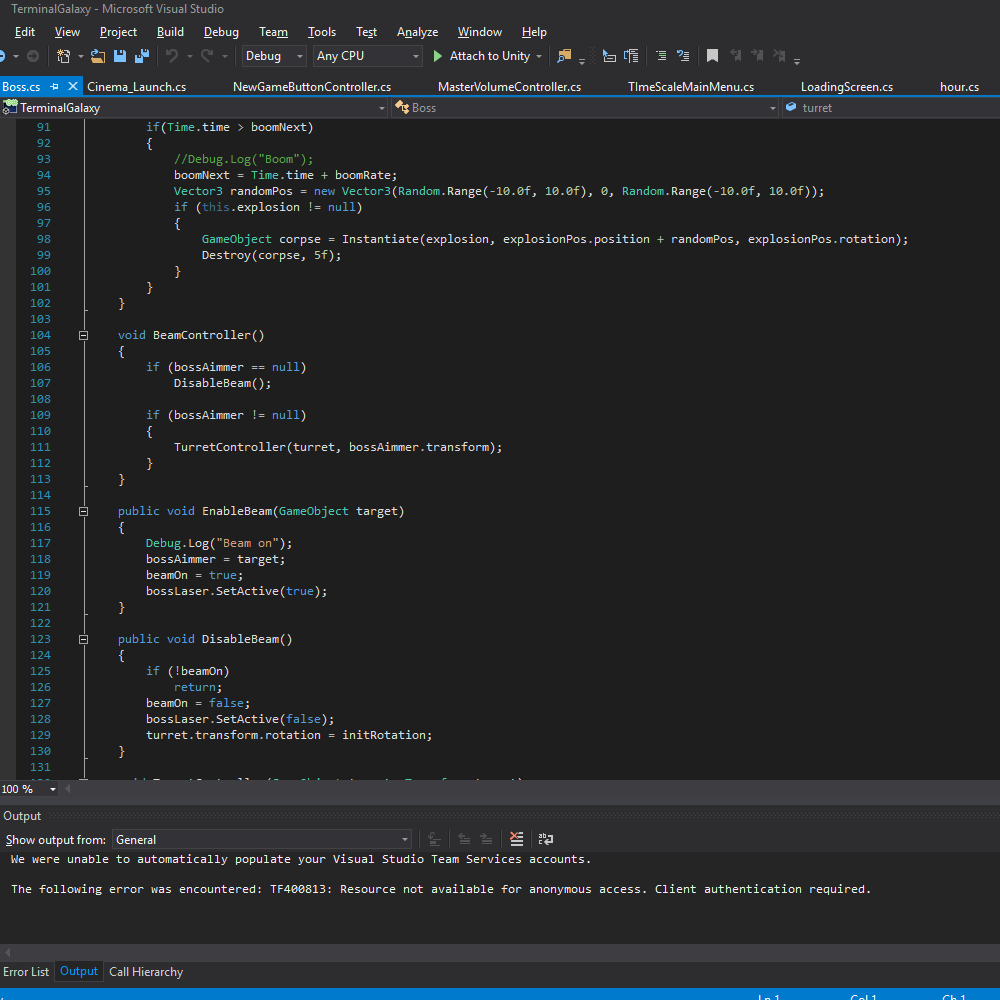 TerminalGalaxy - Microsoft Visual Studio
Edit View Project Build Debug Team Tools Test Analyze Window Help
Debug Any CPU Attach to Unity
Boss.cs Cinema_Launch.cs NewGameButtonController.cs MasterVolumeController.cs TImeScaleMainMenu.cs LoadingScreen.cs hour.cs
TerminalGalaxy Boss turret
91 if(Time.time > boomNext)
92 {
93 //Debug.Log("Boom");
94 boomNext = Time.time + boomRate;
95 Vector3 randomPos = new Vector3(Random.Range(-10.0f, 10.0f), 0, Random.Range(-10.0f, 10.0f));
96 if (this.explosion != null)
97 {
98 GameObject corpse = Instantiate(explosion, explosionPos.position + randomPos, explosionPos.rotation);
99 Destroy(corpse, 5f);
100 }
101 }
102 }
103
104 void BeamController()
105 {
106 if (bossAimmer == null)
107 DisableBeam();
108
109 if (bossAimmer != null)
110 {
111 TurretController(turret, bossAimmer.transform);
112 }
113 }
114
115 public void EnableBeam(GameObject target)
116 {
117 Debug.Log("Beam on");
118 bossAimmer = target;
119 beamOn = true;
120 bossLaser.SetActive(true);
121 }
122
123 public void DisableBeam()
124 {
125 if (!beamOn)
126 return;
127 beamOn = false;
128 bossLaser.SetActive(false);
129 turret.transform.rotation = initRotation;
130 }
131
100 %
Output
Show output from: General
We were unable to automatically populate your Visual Studio Team Services accounts.
The following error was encountered: TF400813: Resource not available for anonymous access. Client authentication required.
Error List Output Call Hierarchy
Ln 1 Col 1 Ch 1